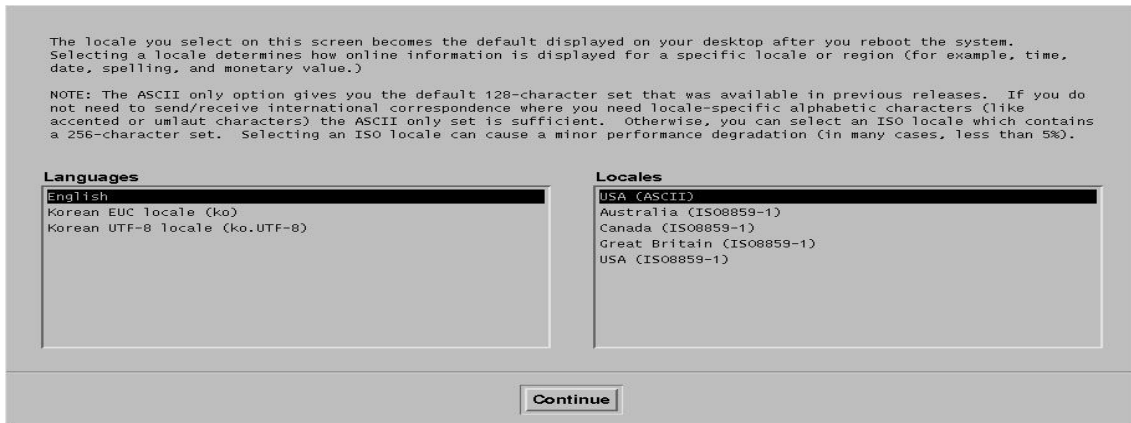 The locale you select on this screen becomes the default displayed on your desktop after you reboot the system.
Selecting a locale determines how online information is displayed for a specific locale or region (for example, time,
date, spelling, and monetary value.)
NOTE: The ASCII only option gives you the default 128-character set that was available in previous releases. If you do
not need to send/receive international correspondence where you need locale-specific alphabetic characters (like
accented or umlaut characters) the ASCII only set is sufficient. Otherwise, you can select an ISO locale which contains
a 256-character set. Selecting an ISO locale can cause a minor performance degradation (in many cases, less than 5%).
Languages
English
Korean EUC locale (ko)
Korean UTF-8 locale (ko.UTF-8)
Locales
USA (ASCII)
Australia (ISO8859-1)
Canada (ISO8859-1)
Great Britain (ISO8859-1)
USA (ISO8859-1)
Continue